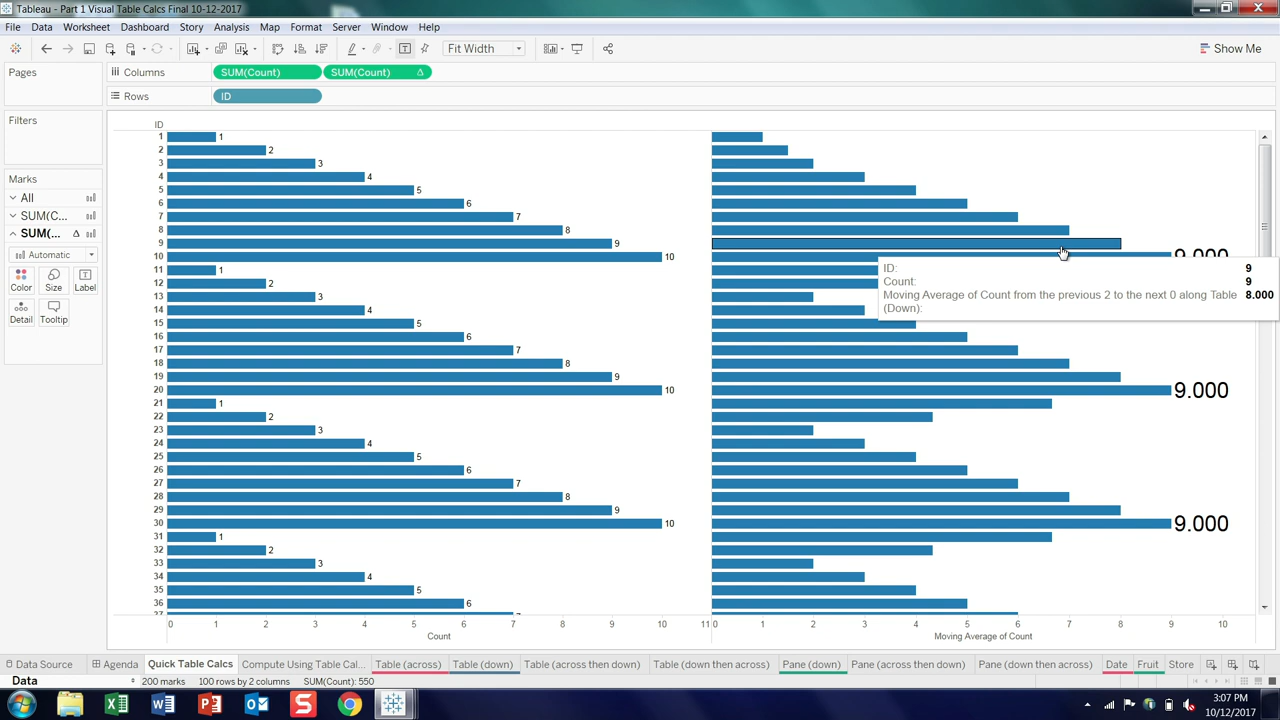 Tableau - Part 1 Visual Table Calcs Final 10-12-2017
File Data Worksheet Dashboard Story Analysis Map Format Server Window Help
Fit Width Show Me
Pages
Columns SUM(Count) SUM(Count) Δ
Rows ID
Filters
Marks
All
SUM(C...
SUM(... Δ
Automatic
Color Size Label
Detail Tooltip
ID
1 1
2 2
3 3
4 4
5 5
6 6
7 7
8 8
9 9
10 10
11 1
12 2
13 3
14 4
15 5
16 6
17 7
18 8
19 9
20 10 9.000
21 1
22 2
23 3
24 4
25 5
26 6
27 7
28 8
29 9
30 10 9.000
31 1
32 2
33 3
34 4
35 5
36 6
ID: 9
Count: 9
Moving Average of Count from the previous 2 to the next 0 along Table 8.000
(Down):
0 1 2 3 4 5 6 7 8 9 10 11 0 1 2 3 4 5 6 7 8 9 10
Count Moving Average of Count
Data Source Agenda Quick Table Calcs Compute Using Table Cal... Table (across) Table (down) Table (across then down) Table (down then across) Pane (down) Pane (across then down) Pane (down then across) Date Fruit Store
Data 200 marks 100 rows by 2 columns SUM(Count): 550
3:07 PM
10/12/2017